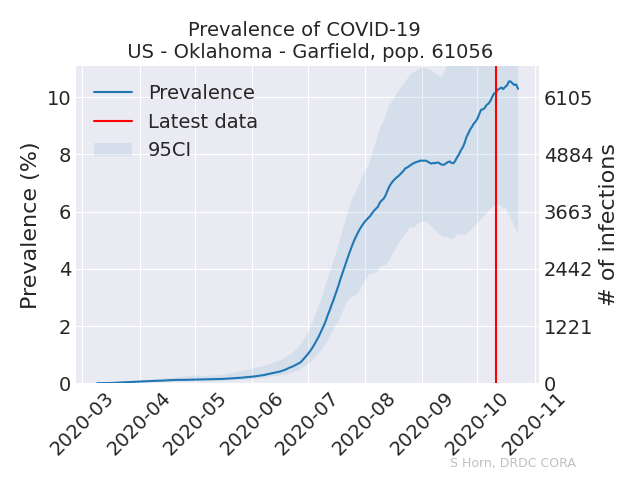 Prevalence of COVID-19
US - Oklahoma - Garfield, pop. 61056
Prevalence
Latest data
95CI
Prevalence (%)
10
8
6
4
2
0
6105
4884
3663
2442
1221
0
# of infections
2020-03
2020-04
2020-05
2020-06
2020-07
2020-08
2020-09
2020-10
2020-11
S Horn, DRDC CORA